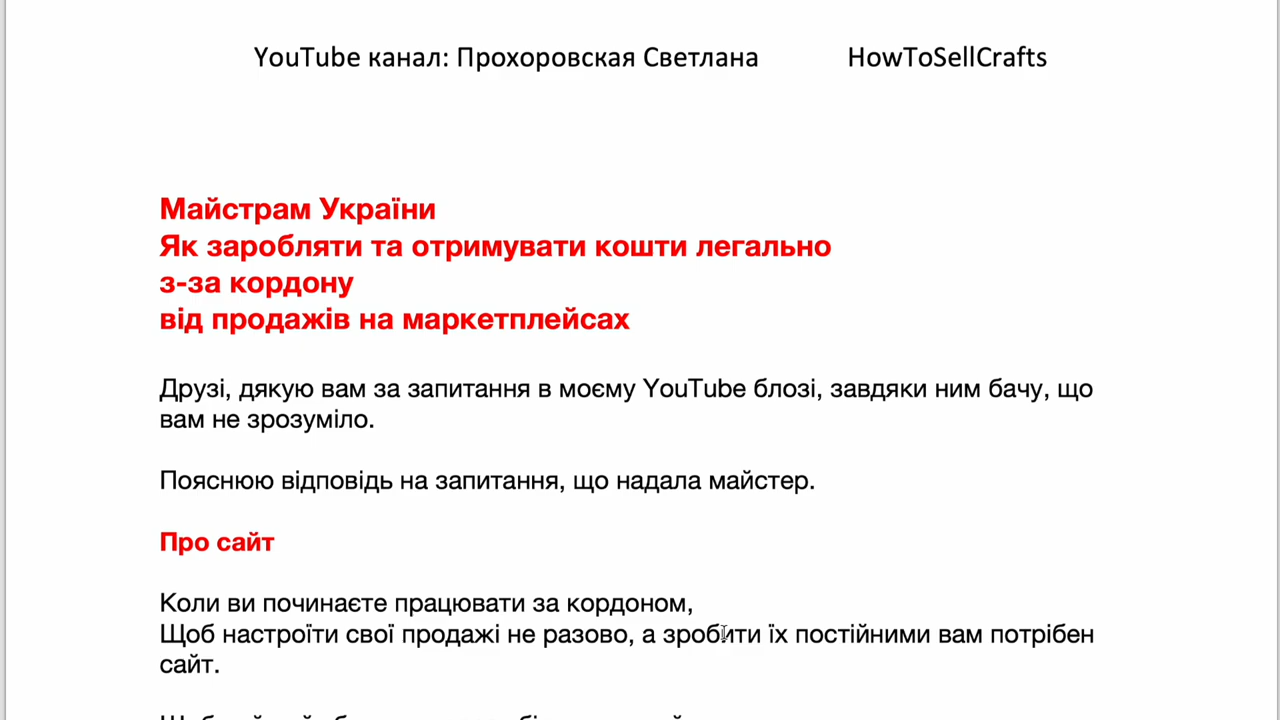 YouTube канал: Прохоровская Светлана HowToSellCrafts
Майстрам України
Як заробляти та отримувати кошти легально
з-за кордону
від продажів на маркетплейсах
Друзі, дякую вам за запитання в моєму YouTube блозі, завдяки ним бачу, що
вам не зрозуміло.
Пояснюю відповідь на запитання, що надала майстер.
Про сайт
Коли ви починаєте працювати за кордоном,
Щоб настроїти свої продажі не разово, а зробити їх постійними вам потрібен
сайт.